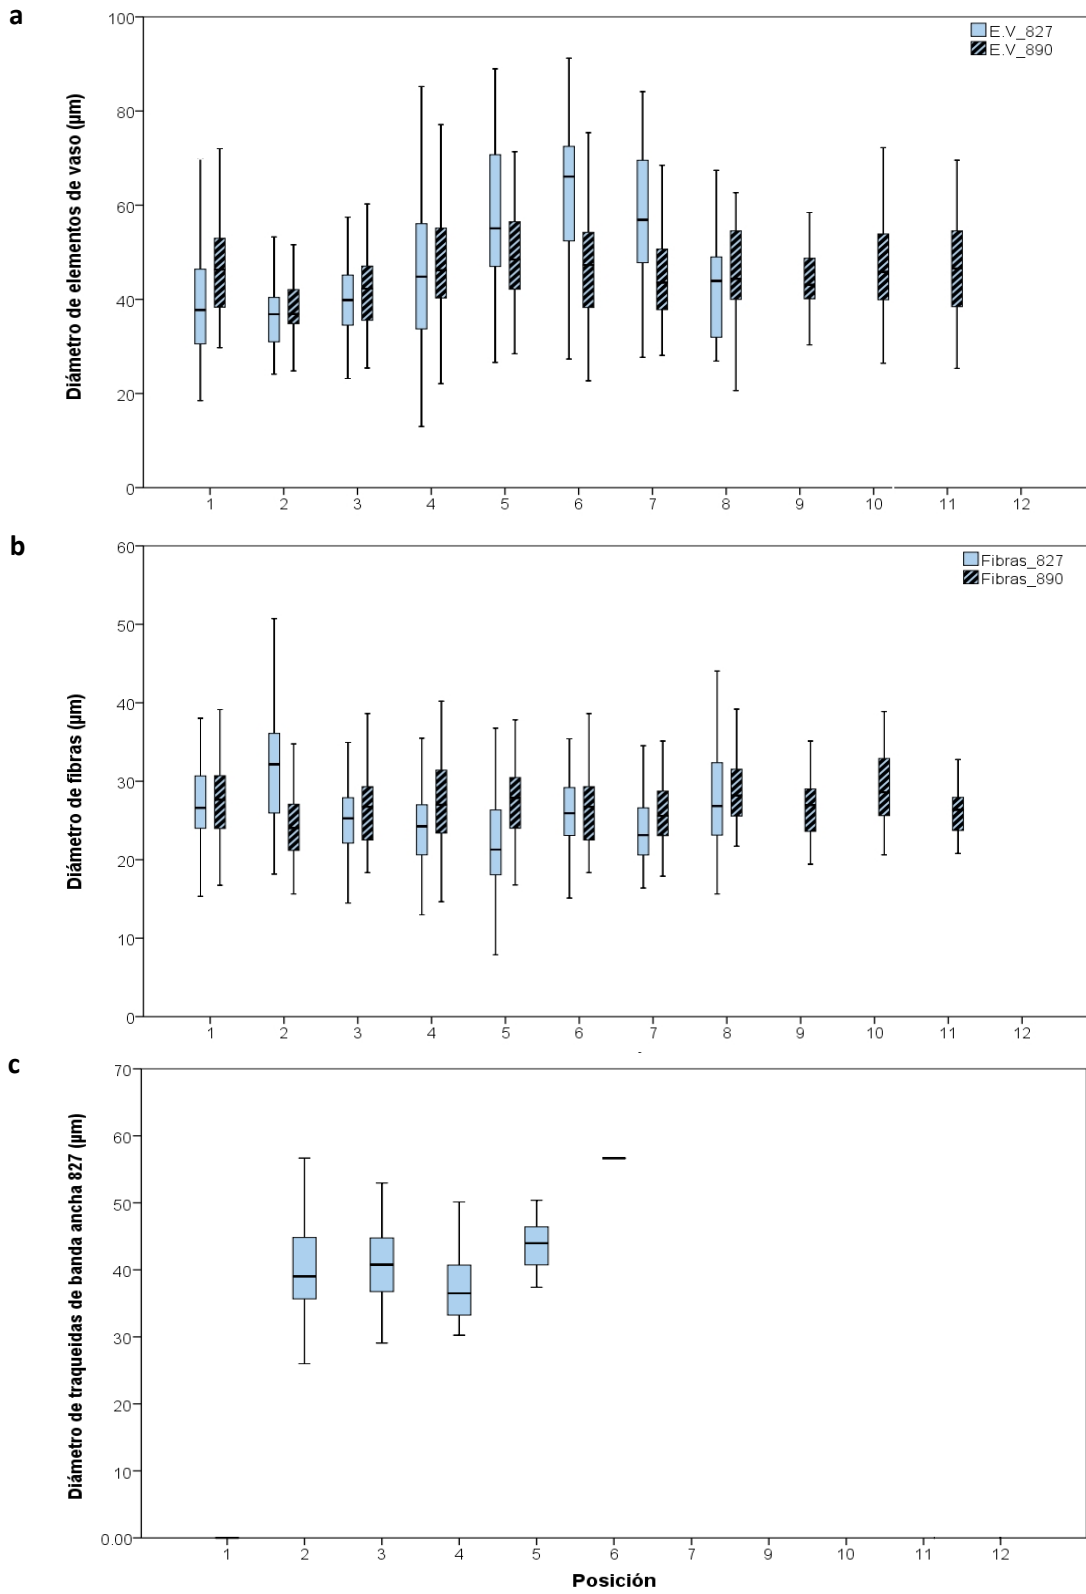 a
100
80
60
40
20
0
Diámetro de elementos de vaso (µm)
E.V_827
E.V_890
1 2 3 4 5 6 7 8 9 10 11 12
b
60
50
40
30
20
10
0
Diámetro de fibras (µm)
Fibras_827
Fibras_890
1 2 3 4 5 6 7 8 9 10 11 12
c
70
60
50
40
30
20
10
0.00
Diámetro de traqueidas de banda ancha 827 (µm)
1 2 3 4 5 6 7 9 10 11 12
Posición